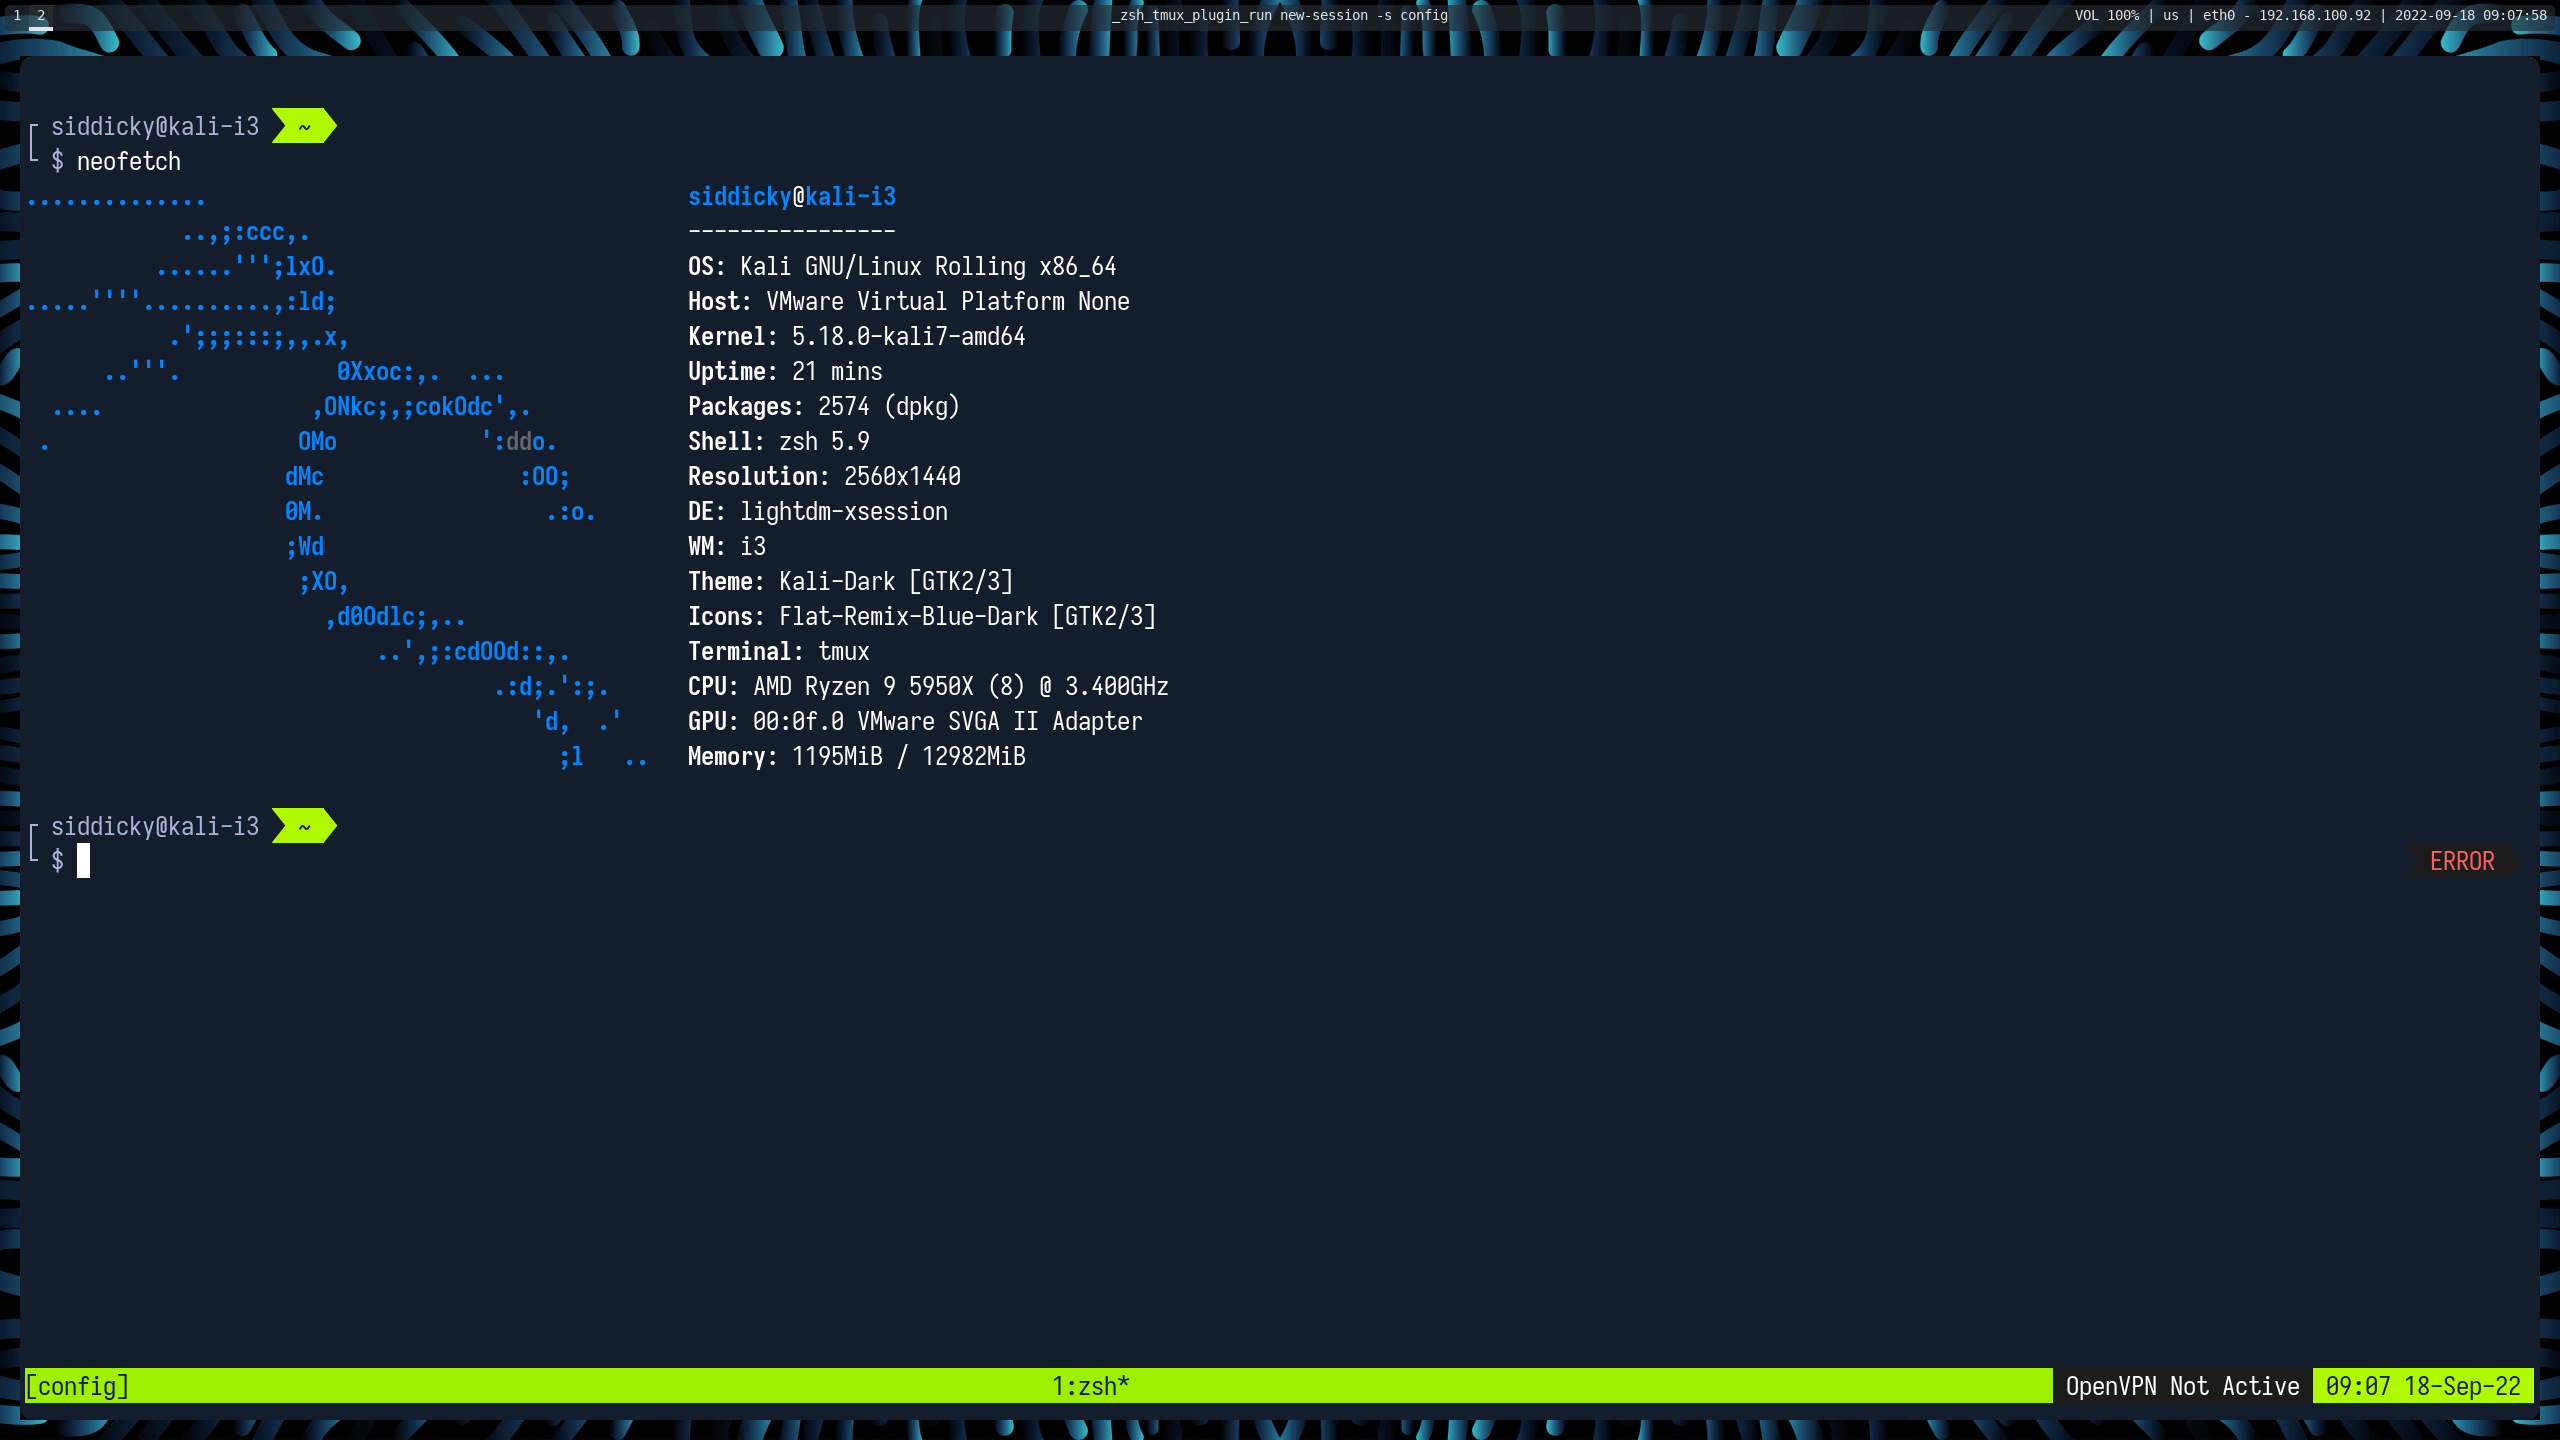 1 2 _zsh_tmux_plugin_run new-session -s config VOL 100% | us | eth0 - 192.168.100.92 | 2022-09-18 09:07:58
siddicky@kali-i3 ~
$ neofetch
.............. siddicky@kali-i3
..,;:ccc,. ----------------
......''';lxO. OS: Kali GNU/Linux Rolling x86_64
.....''''..........,:ld; Host: VMware Virtual Platform None
.';;;:::;,,.x, Kernel: 5.18.0-kali7-amd64
..'''. 0Xxoc:,. ... Uptime: 21 mins
.... ,ONkc;,;cokOdc',. Packages: 2574 (dpkg)
. OMo ':ddo. Shell: zsh 5.9
dMc :OO; Resolution: 2560x1440
0M. .:o. DE: lightdm-xsession
;Wd WM: i3
;XO, Theme: Kali-Dark [GTK2/3]
,d0Odlc;,.. Icons: Flat-Remix-Blue-Dark [GTK2/3]
..',;:cdOOd::,. Terminal: tmux
.:d;.':;. CPU: AMD Ryzen 9 5950X (8) @ 3.400GHz
'd, .' GPU: 00:0f.0 VMware SVGA II Adapter
;l .. Memory: 1195MiB / 12982MiB
siddicky@kali-i3 ~
$ ERROR
[config] 1:zsh* OpenVPN Not Active 09:07 18-Sep-22